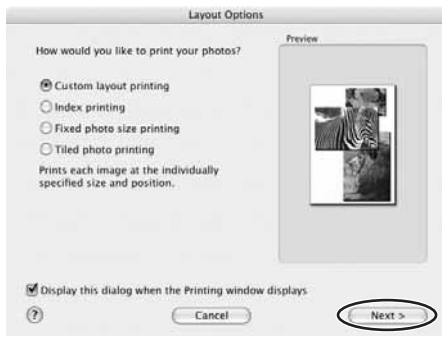 Layout Options
How would you like to print your photos?
Preview
Custom layout printing
Index printing
Fixed photo size printing
Tiled photo printing
Prints each image at the individually
specified size and position.
Display this dialog when the Printing window displays
?
Cancel
Next >